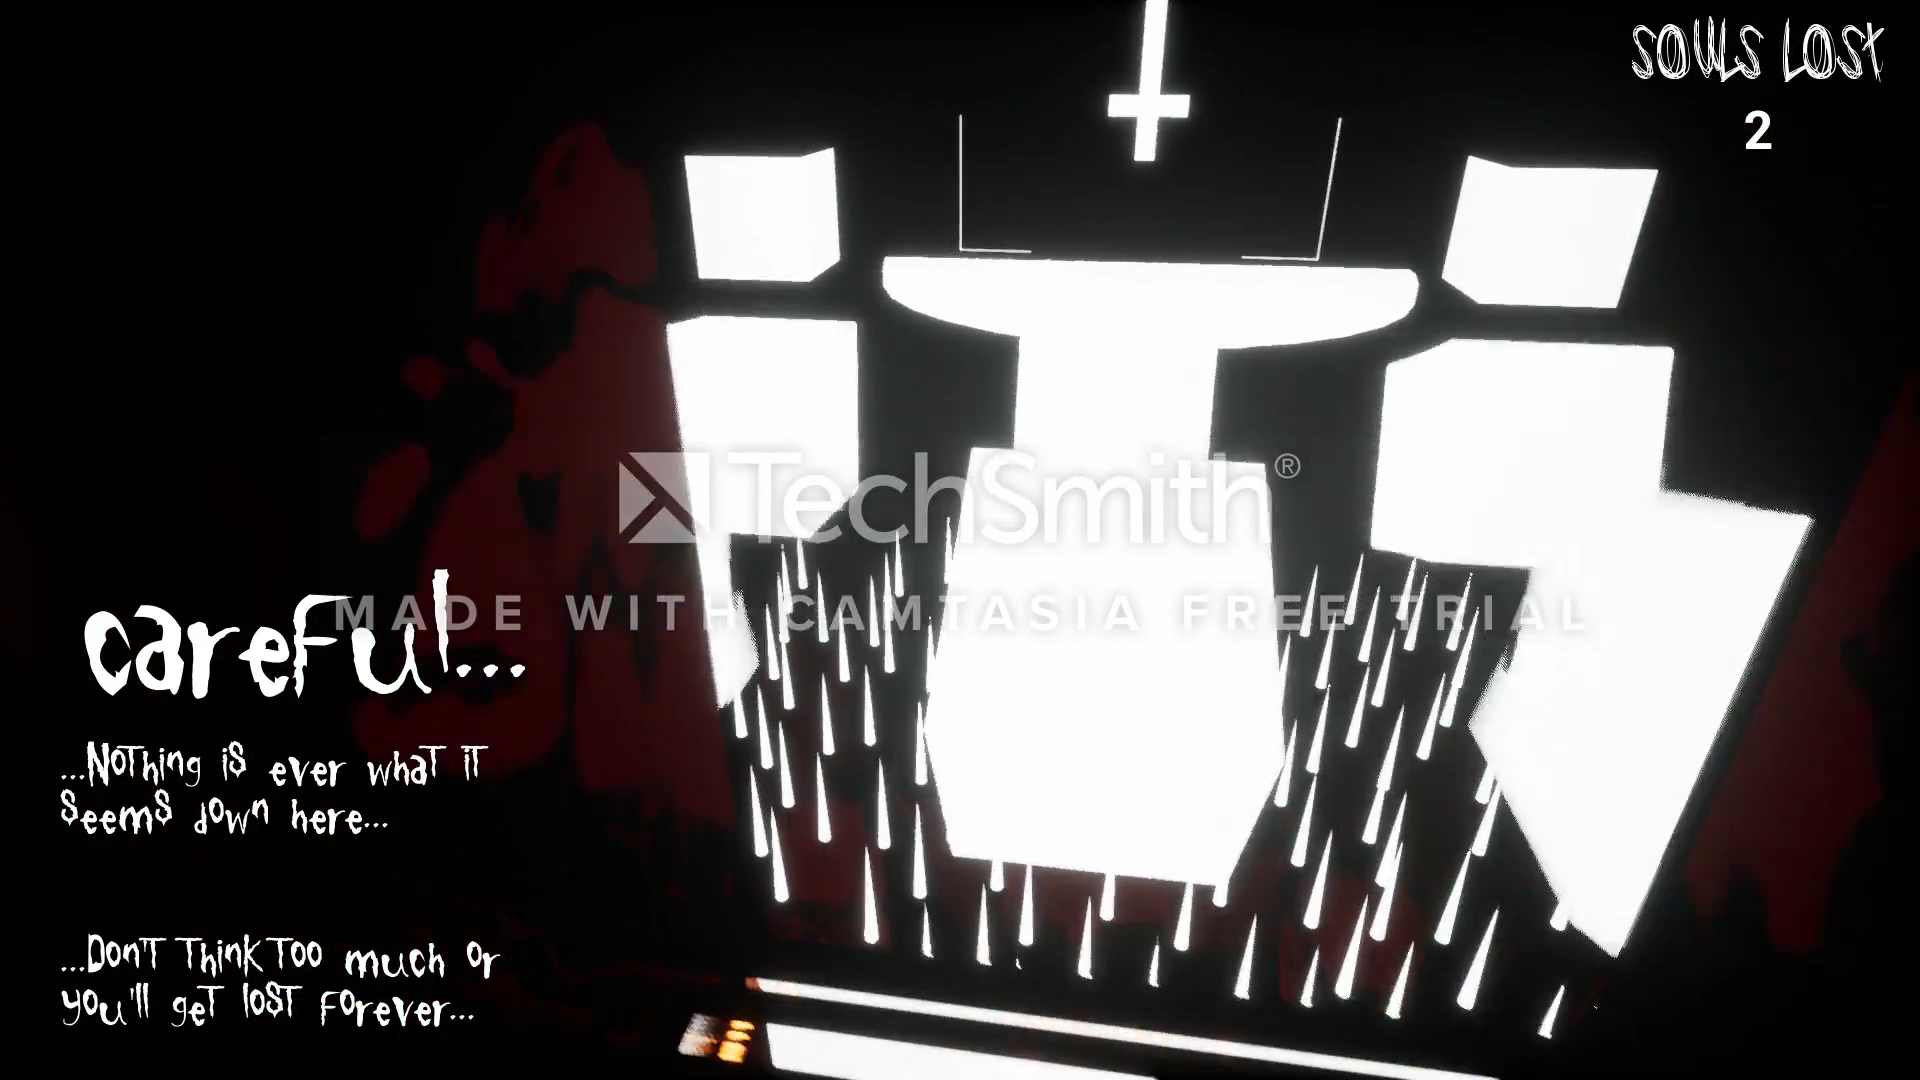 SOULS LOST
2
TechSmith®
MADE WITH CAMTASIA FREE TRIAL
careful...
...Nothing is ever what it
seems down here...
...Don't Think Too much or
you'll get lost forever...